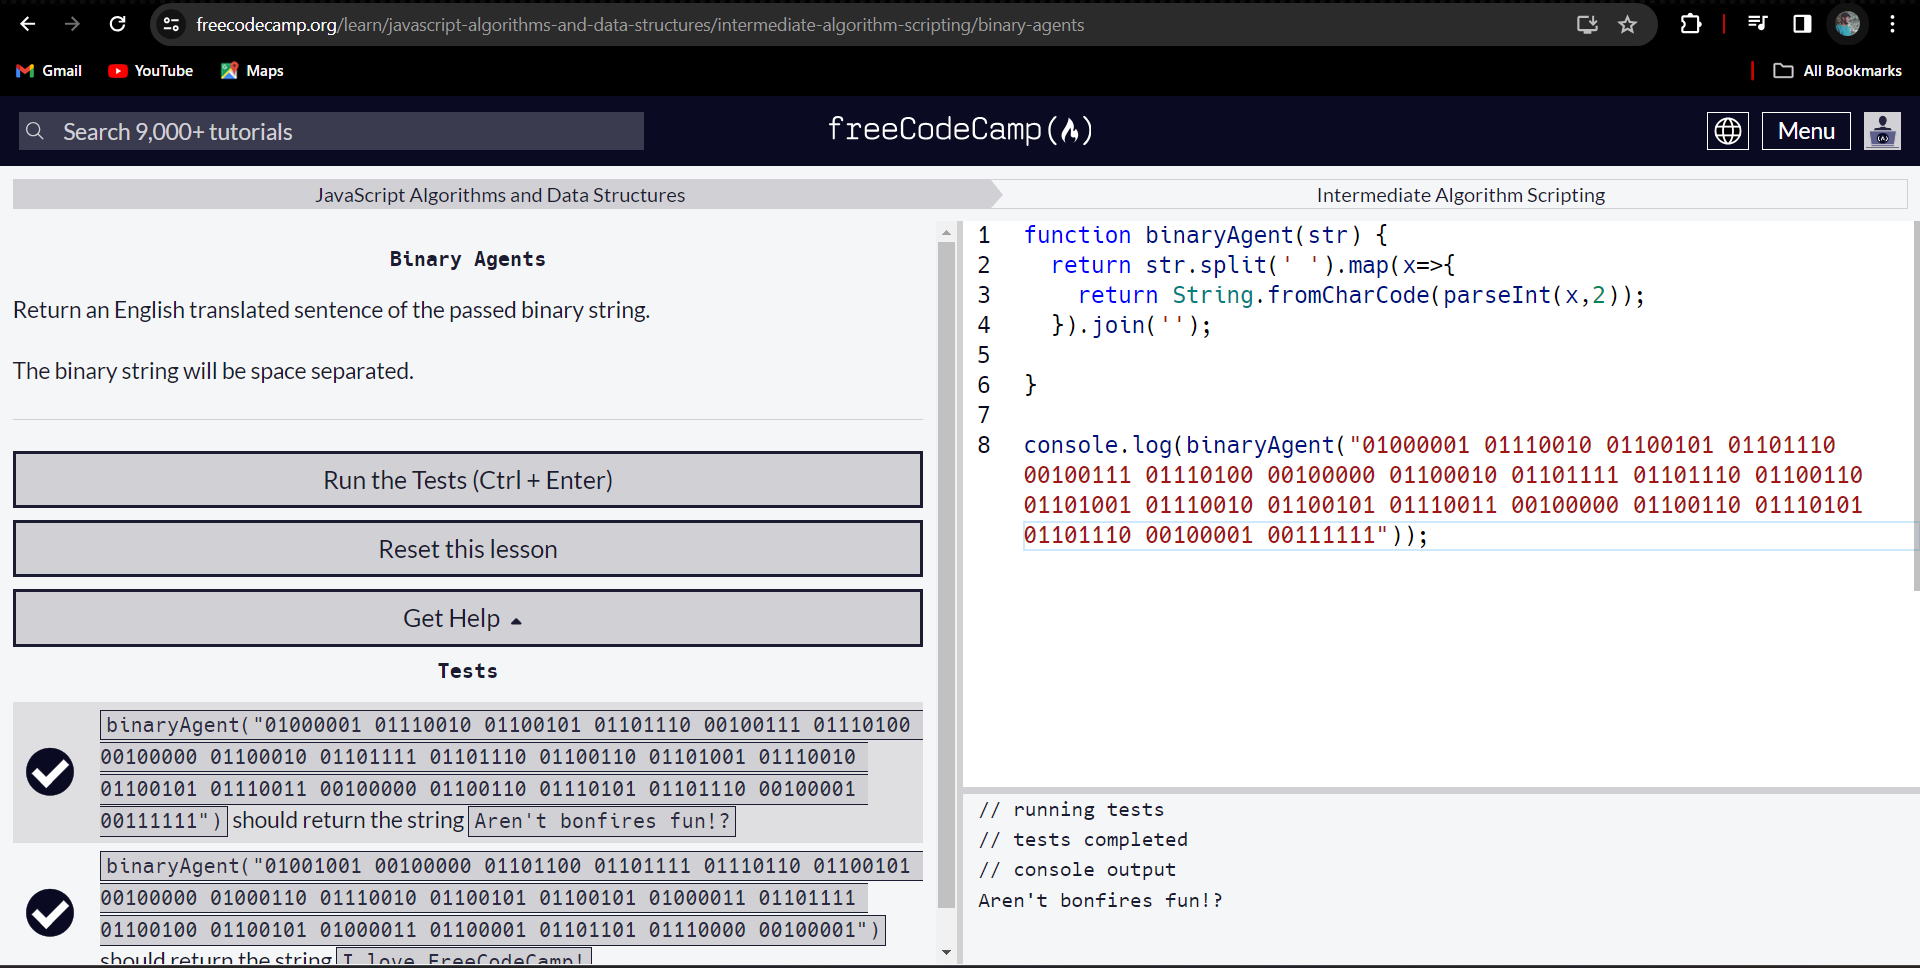 freecodecamp.org/learn/javascript-algorithms-and-data-structures/intermediate-algorithm-scripting/binary-agents
Gmail
YouTube
Maps
All Bookmarks
Search 9,000+ tutorials
freeCodeCamp
Menu
JavaScript Algorithms and Data Structures
Intermediate Algorithm Scripting
Binary Agents
Return an English translated sentence of the passed binary string.
The binary string will be space separated.
Run the Tests (Ctrl + Enter)
Reset this lesson
Get Help
Tests
binaryAgent("01000001 01110010 01100101 01101110 00100111 01110100
00100000 01100010 01101111 01101110 01100110 01101001 01110010
01100101 01110011 00100000 01100110 01110101 01101110 00100001
00111111") should return the string Aren't bonfires fun!?
binaryAgent("01001001 00100000 01101100 01101111 01110110 01100101
00100000 01000110 01110010 01100101 01100101 01000011 01101111
01100100 01100101 01000011 01100001 01101101 01110000 00100001")
should return the string I love FreeCodeCamp!
1 function binaryAgent(str) {
2 return str.split(' ').map(x=>{
3 return String.fromCharCode(parseInt(x,2));
4 }).join('');
5
6 }
7
8 console.log(binaryAgent("01000001 01110010 01100101 01101110
00100111 01110100 00100000 01100010 01101111 01101110 01100110
01101001 01110010 01100101 01110011 00100000 01100110 01110101
01101110 00100001 00111111"));
// running tests
// tests completed
// console output
Aren't bonfires fun!?